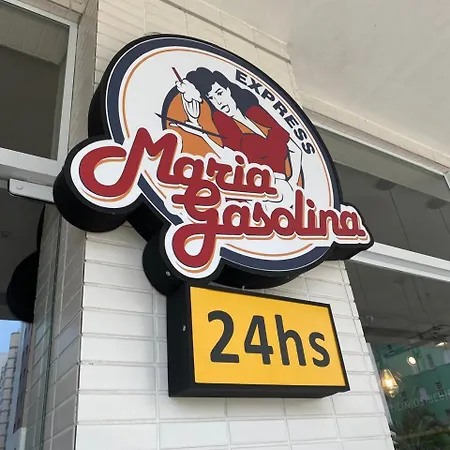 EXPRESS
Maria
Gasolina
24hs